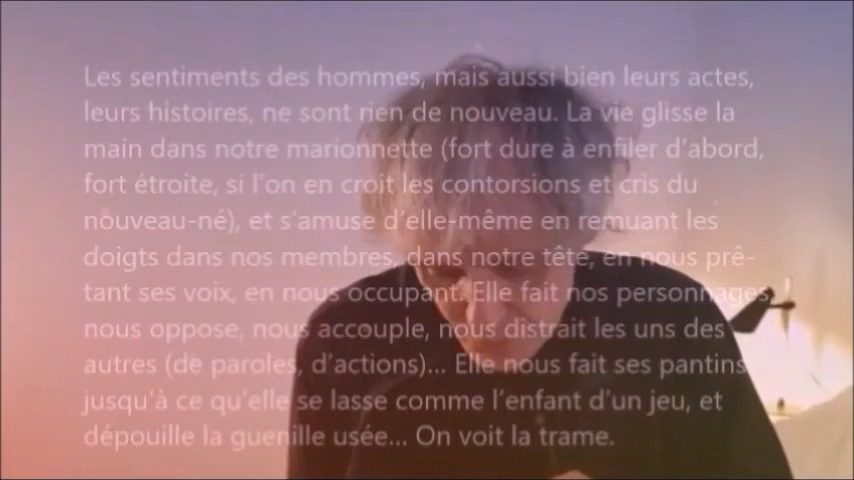 Les sentiments des hommes, mais aussi bien leurs actes,
leurs histoires, ne sont rien de nouveau. La vie glisse la
main dans notre marionnette (fort dure à enfiler d'abord,
fort étroite, si l'on en croit les contorsions et cris du
nouveau-né), et s'amuse d'elle-même en remuant les
doigts dans nos membres, dans notre tête, en nous prê-
tant ses voix, en nous occupant. Elle fait nos personnages,
nous oppose, nous accouple, nous distrait les uns des
autres (de paroles, d'actions)... Elle nous fait ses pantins
jusqu'à ce qu'elle se lasse comme l'enfant d'un jeu, et
dépouille la guenille usée... On voit la trame.